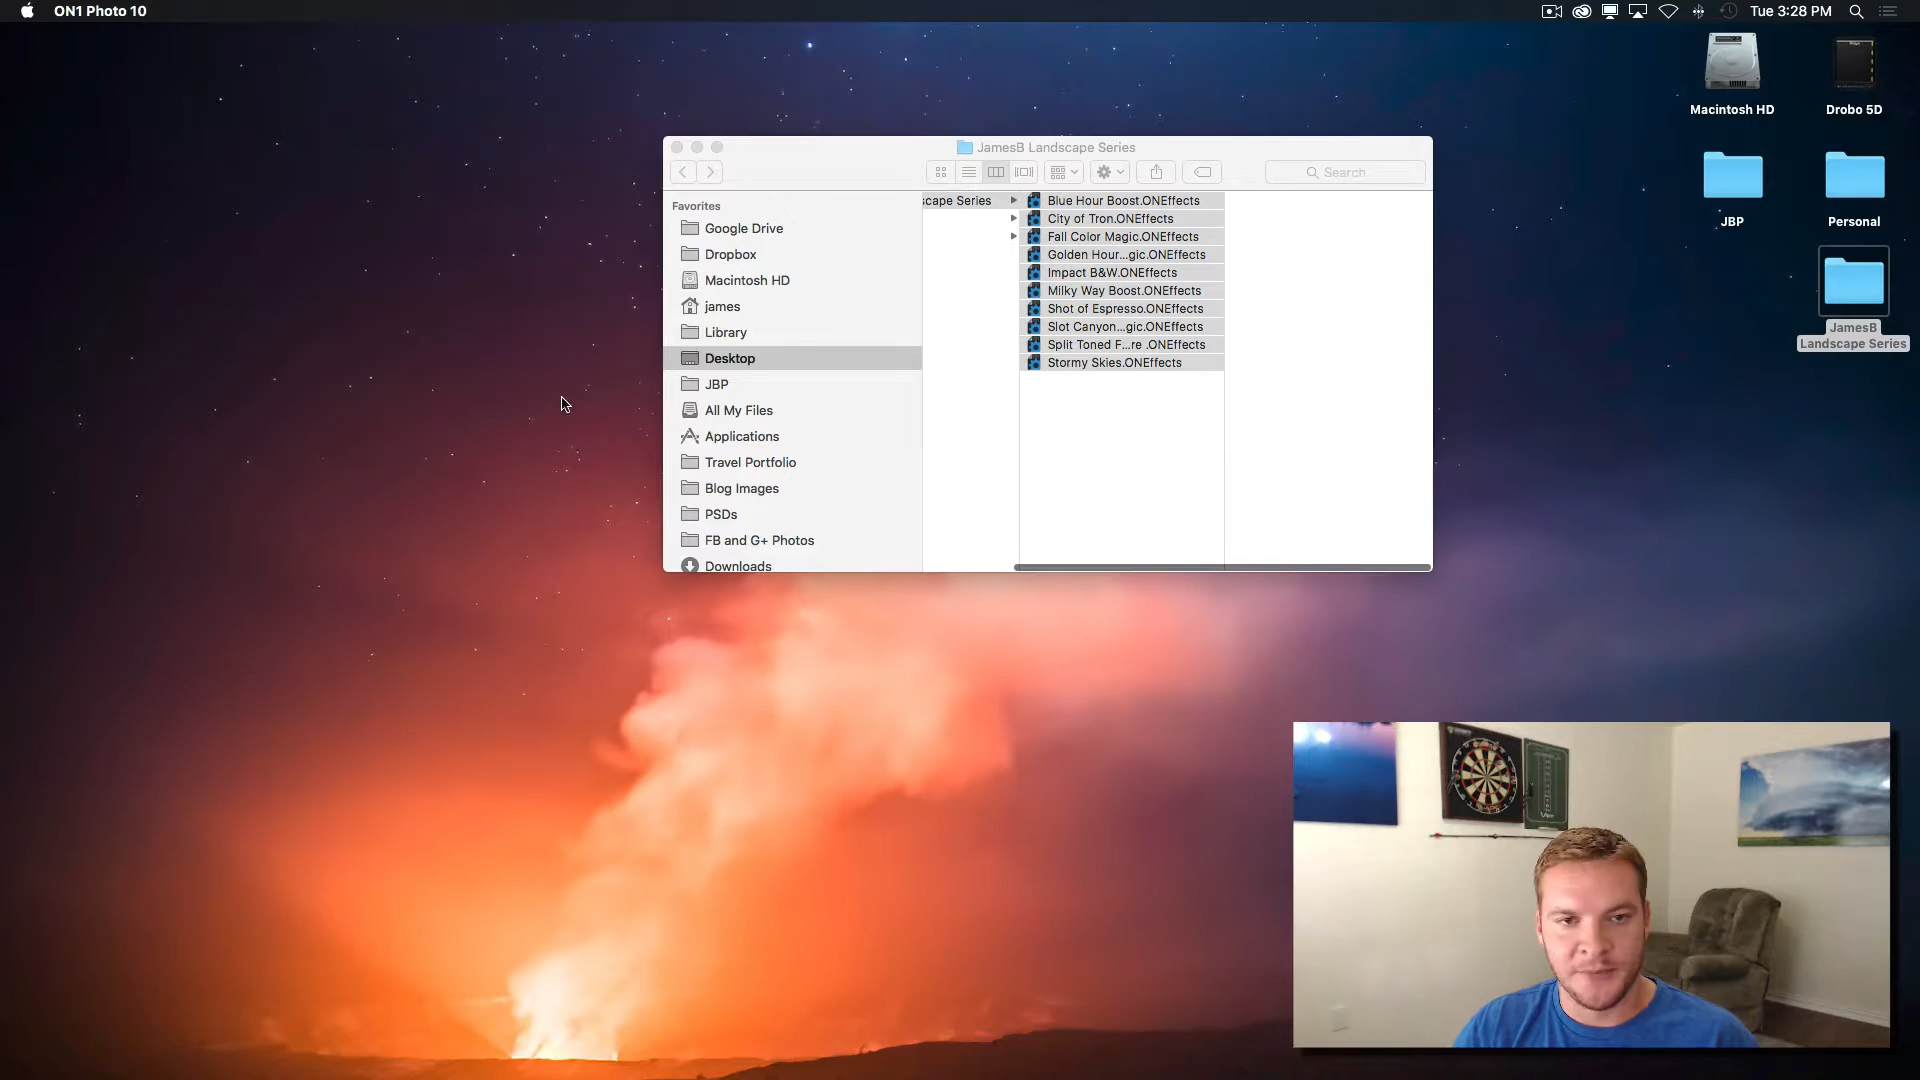 ON1 Photo 10
Tue 3:28 PM
Macintosh HD
Drobo 5D
JBP
Personal
JamesB
Landscape Series
JamesB Landscape Series
Search
Favorites
Google Drive
Dropbox
Macintosh HD
james
Library
Desktop
JBP
All My Files
Applications
Travel Portfolio
Blog Images
PSDs
FB and G+ Photos
Downloads
scape Series
Blue Hour Boost.ONEffects
City of Tron.ONEffects
Fall Color Magic.ONEffects
Golden Hour...gic.ONEffects
Impact B&W.ONEffects
Milky Way Boost.ONEffects
Shot of Espresso.ONEffects
Slot Canyon...gic.ONEffects
Split Toned F...re .ONEffects
Stormy Skies.ONEffects